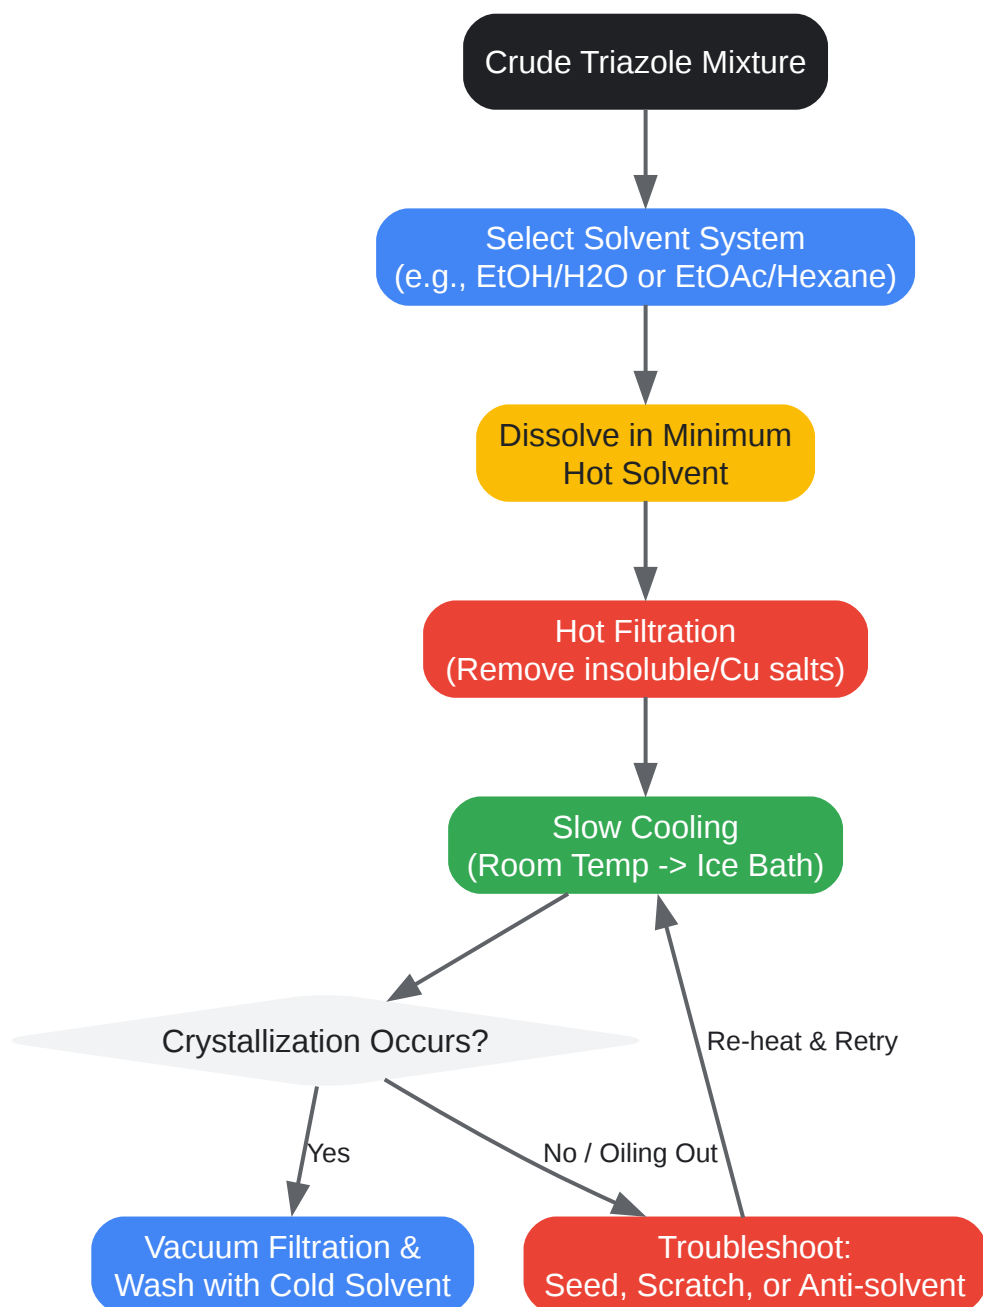 Crude Triazole Mixture
Select Solvent System
(e.g., EtOH/H2O or EtOAc/Hexane)
Dissolve in Minimum
Hot Solvent
Hot Filtration
(Remove insoluble/Cu salts)
Slow Cooling
(Room Temp -> Ice Bath)
Crystallization Occurs?
Re-heat & Retry
Yes
No / Oiling Out
Vacuum Filtration &
Wash with Cold Solvent
Troubleshoot:
Seed, Scratch, or Anti-solvent